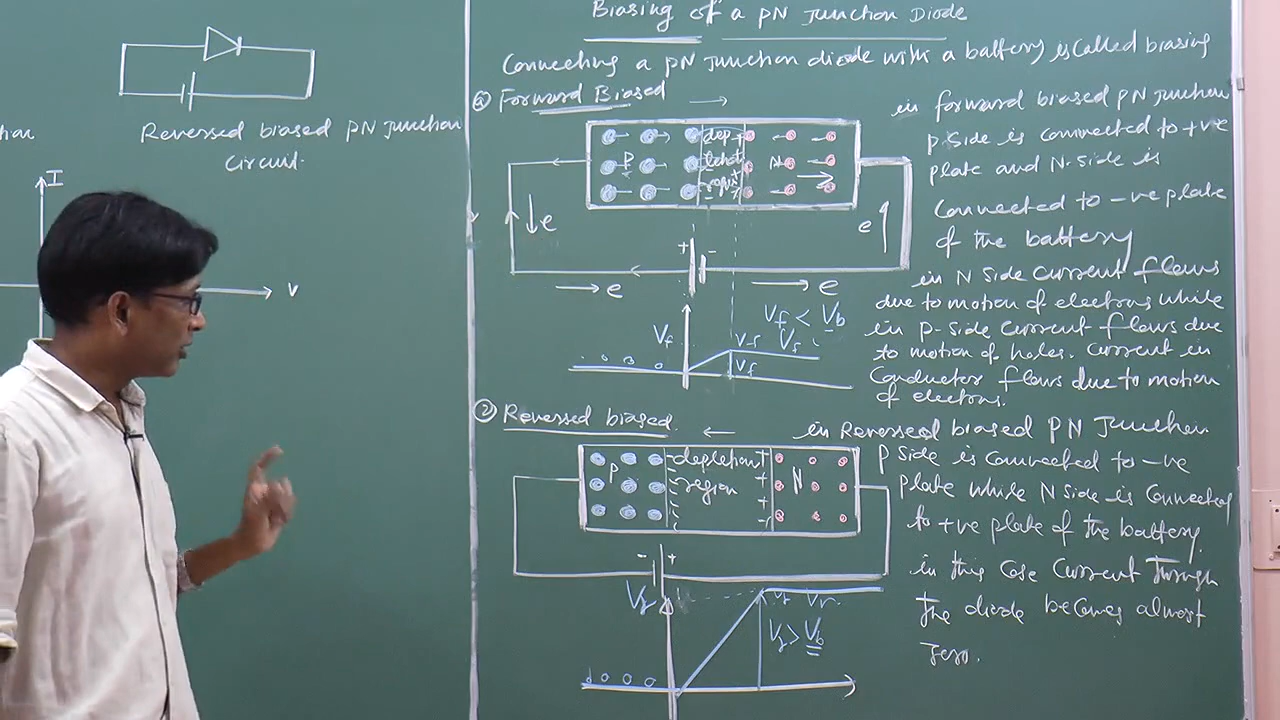 Reversed biased PN Junction
Circuit.
I
V
Biasing of a PN Junction Diode
Connecting a PN Junction diode with a battery is called biasing
① Forward Biased
P
N
e
e
+ -
e
e
Vf < Vb
Vf
Vf
Vf
in forward biased PN Junction
P side is connected to +ve
plate and N-side is
connected to -ve plate
of the battery
in N side current flows
due to motion of electrons while
in P-side current flows due
to motion of holes. Current in
Conductor flows due to motion
of electrons.
② Reversed biased.
P
N
region
- +
Vr
Vb
in Reversed biased PN Junction
P side is connected to -ve
plate while N side is connected
to +ve plate of the battery.
in this case current through
the diode becomes almost
zero.